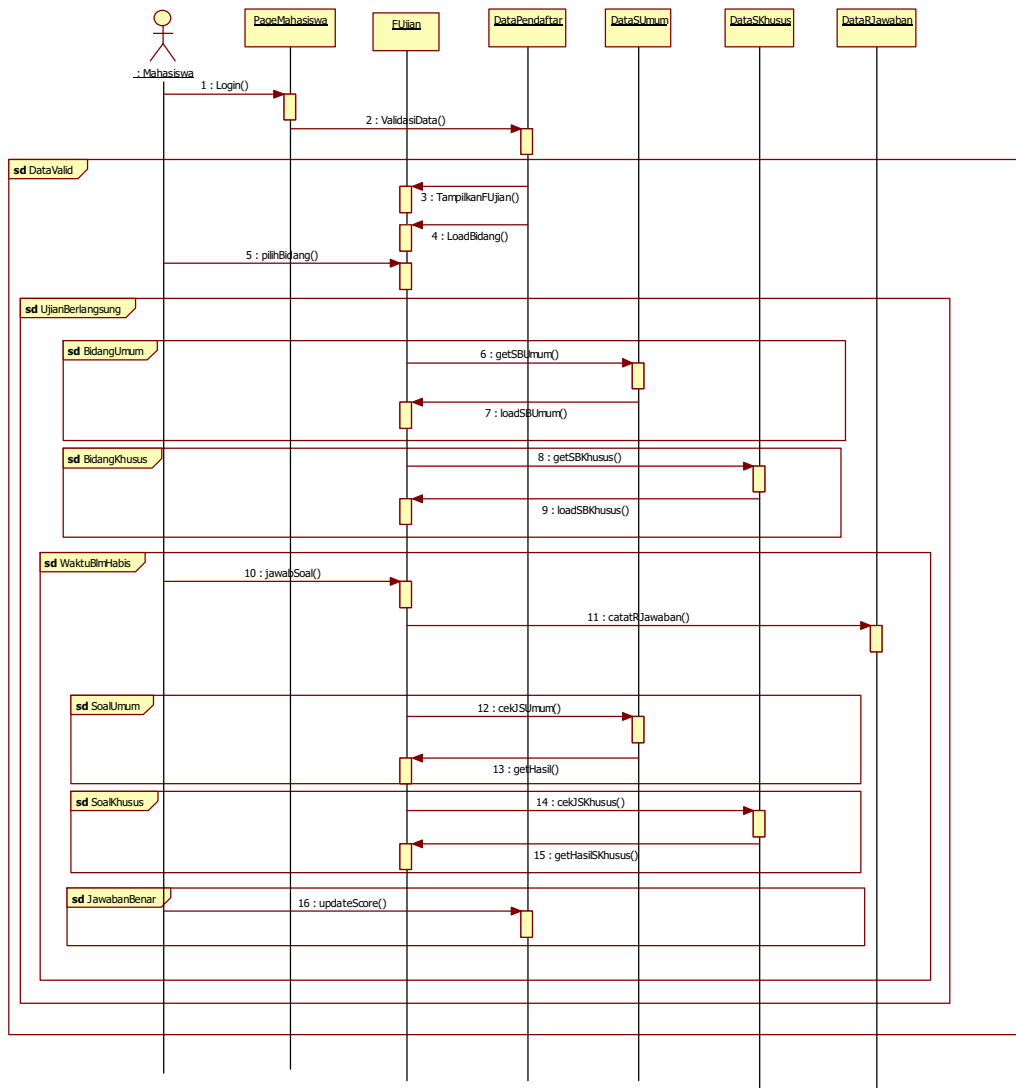 PageMahasiswa
FUjian
DataPendaftar
DataSUmum
DataSKhusus
DataRJawaban
: Mahasiswa
1 : Login()
2 : ValidasiData()
sd DataValid
3 : TampilkanFUjian()
4 : LoadBidang()
5 : pilihBidang()
sd UjianBerlangsung
sd BidangUmum
6 : getSBUmum()
7 : loadSBUmum()
sd BidangKhusus
8 : getSBKhusus()
9 : loadSBKhusus()
sd WaktuBlmHabis
10 : jawabSoal()
11 : catatRJawaban()
sd SoalUmum
12 : cekJSUmum()
13 : getHasil()
sd SoalKhusus
14 : cekJSKhusus()
15 : getHasilSKhusus()
sd JawabanBenar
16 : updateScore()